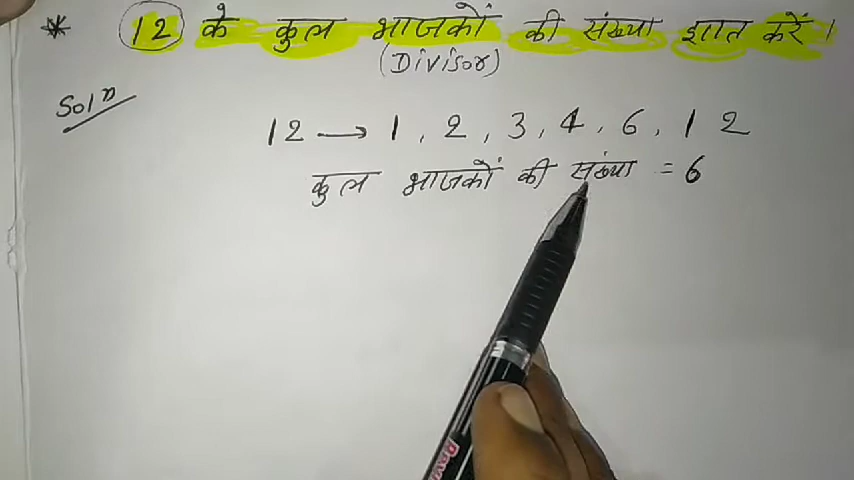 * 12 के कुल भाजकों की संख्या ज्ञात करें।
(Divisor)
Solⁿ
12 → 1, 2, 3, 4, 6, 12
कुल भाजकों की संख्या = 6